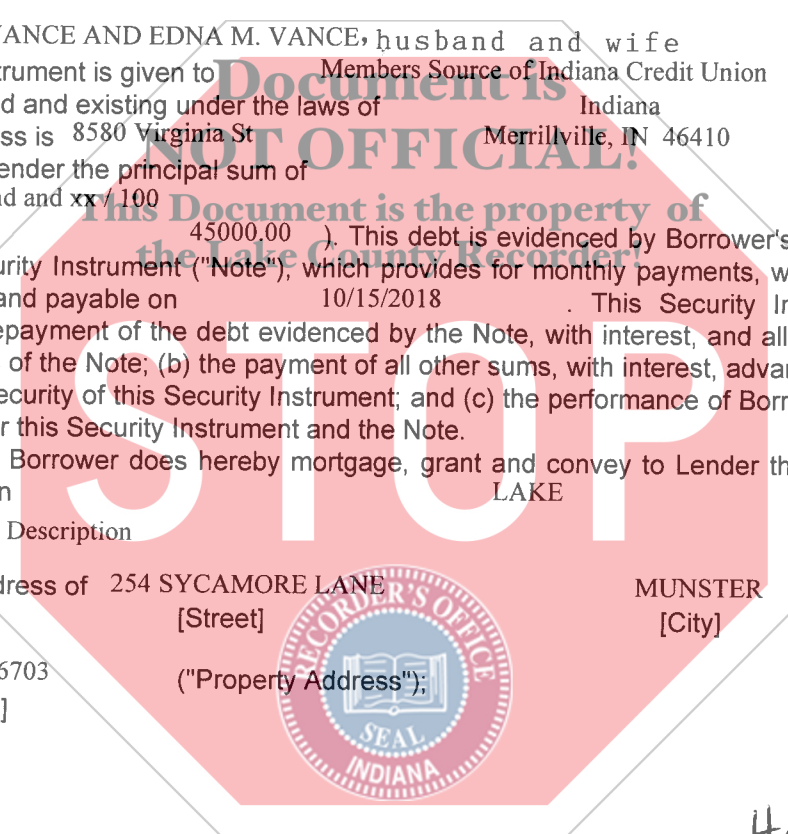 VANCE AND EDNA M. VANCE, husband and wife
trument is given to Members Source of Indiana Credit Union
d and existing under the laws of Indiana
ss is 8580 Virginia St Merrillville, IN 46410
ender the principal sum of
nd and xx / 100
45000.00 ). This debt is evidenced by Borrower's
urity Instrument ("Note"), which provides for monthly payments, w
and payable on 10/15/2018 . This Security In
epayment of the debt evidenced by the Note, with interest, and all
of the Note; (b) the payment of all other sums, with interest, advan
ecurity of this Security Instrument; and (c) the performance of Borr
r this Security Instrument and the Note.
Borrower does hereby mortgage, grant and convey to Lender th
n LAKE
Description
dress of 254 SYCAMORE LANE MUNSTER
[Street] [City]
6703 ("Property Address");
]
Document is
NOT OFFICIAL!
This Document is the property of
the Lake County Recorder!
STOP
RECORDER'S OFFICE
SEAL
INDIANA